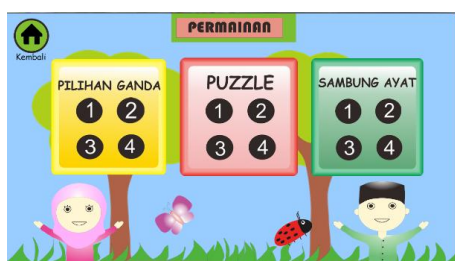 PERMAINAN
Kembali
PILIHAN GANDA
1 2
3 4
PUZZLE
1 2
3 4
SAMBUNG AYAT
1 2
3 4